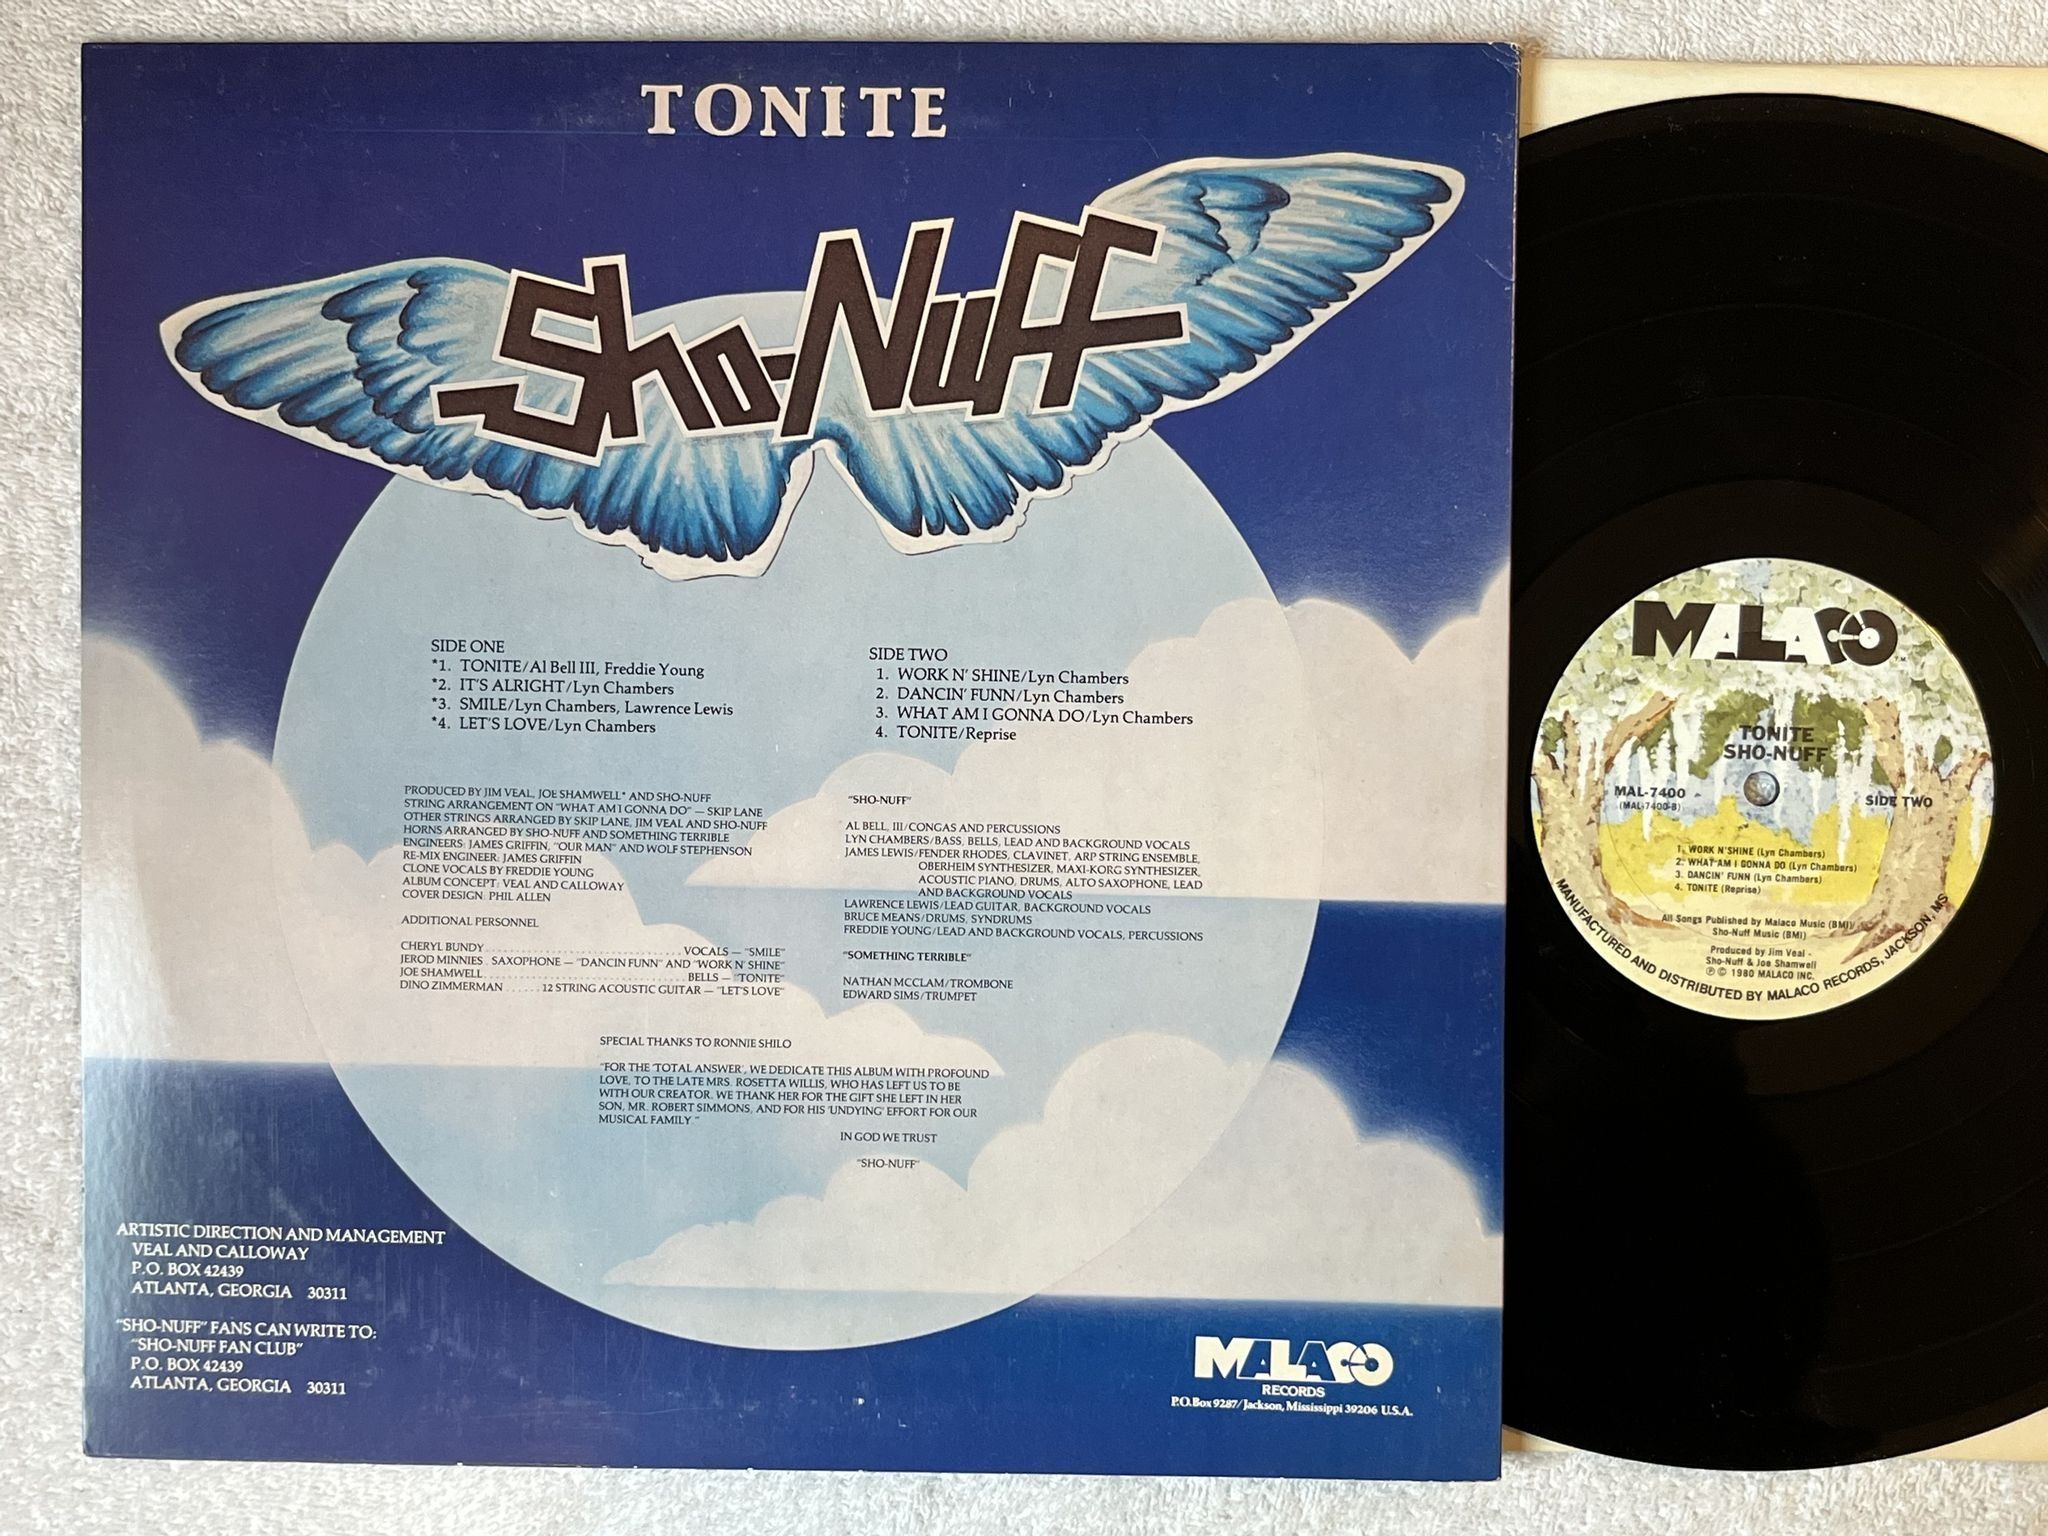 TONITE
Sho-Nuff
SIDE ONE
*1. TONITE/Al Bell III, Freddie Young
*2. IT'S ALRIGHT/Lyn Chambers
*3. SMILE/Lyn Chambers, Lawrence Lewis
*4. LET'S LOVE/Lyn Chambers
SIDE TWO
1. WORK N' SHINE/Lyn Chambers
2. DANCIN' FUNN/Lyn Chambers
3. WHAT AM I GONNA DO/Lyn Chambers
4. TONITE/Reprise
PRODUCED BY JIM VEAL, JOE SHAMWELL* AND SHO-NUFF
STRING ARRANGEMENT ON "WHAT AM I GONNA DO" — SKIP LANE
OTHER STRINGS ARRANGED BY SKIP LANE, JIM VEAL AND SHO-NUFF
HORNS ARRANGED BY SHO-NUFF AND SOMETHING TERRIBLE
ENGINEERS: JAMES GRIFFIN, "OUR MAN" AND WOLF STEPHENSON
RE-MIX ENGINEER: JAMES GRIFFIN
CLONE VOCALS BY FREDDIE YOUNG
ALBUM CONCEPT: VEAL AND CALLOWAY
COVER DESIGN: PHIL ALLEN
ADDITIONAL PERSONNEL
CHERYL BUNDY..............................VOCALS — "SMILE"
JEROD MINNIES . SAXOPHONE — "DANCIN FUNN" AND "WORK N' SHINE"
JOE SHAMWELL..............................BELLS — "TONITE"
DINO ZIMMERMAN ......12 STRING ACOUSTIC GUITAR — "LET'S LOVE"
"SHO-NUFF"
AL BELL, III/CONGAS AND PERCUSSIONS
LYN CHAMBERS/BASS, BELLS, LEAD AND BACKGROUND VOCALS
JAMES LEWIS/FENDER RHODES, CLAVINET, ARP STRING ENSEMBLE,
OBERHEIM SYNTHESIZER, MAXI-KORG SYNTHESIZER,
ACOUSTIC PIANO, DRUMS, ALTO SAXOPHONE, LEAD
AND BACKGROUND VOCALS
LAWRENCE LEWIS/LEAD GUITAR, BACKGROUND VOCALS
BRUCE MEANS/DRUMS, SYNDRUMS
FREDDIE YOUNG/LEAD AND BACKGROUND VOCALS, PERCUSSIONS
"SOMETHING TERRIBLE"
NATHAN MCCLAM/TROMBONE
EDWARD SIMS/TRUMPET
SPECIAL THANKS TO RONNIE SHILO
"FOR THE 'TOTAL ANSWER', WE DEDICATE THIS ALBUM WITH PROFOUND
LOVE, TO THE LATE MRS. ROSETTA WILLIS, WHO HAS LEFT US TO BE
WITH OUR CREATOR. WE THANK HER FOR THE GIFT SHE LEFT IN HER
SON, MR. ROBERT SIMMONS, AND FOR HIS 'UNDYING' EFFORT FOR OUR
MUSICAL FAMILY."
IN GOD WE TRUST
"SHO-NUFF"
ARTISTIC DIRECTION AND MANAGEMENT
VEAL AND CALLOWAY
P.O. BOX 42439
ATLANTA, GEORGIA 30311
"SHO-NUFF" FANS CAN WRITE TO:
"SHO-NUFF FAN CLUB"
P.O. BOX 42439
ATLANTA, GEORGIA 30311
MALACO
RECORDS
P.O.Box 9287/Jackson, Mississippi 39206 U.S.A.
MALACO T.M.
TONITE
SHO-NUFF
MAL-7400
(MAL-7400-B)
SIDE TWO
1. WORK N'SHINE (Lyn Chambers)
2. WHAT AM I GONNA DO (Lyn Chambers)
3. DANCIN' FUNN (Lyn Chambers)
4. TONITE (Reprise)
All Songs Published by Malaco Music (BMI)/
Sho-Nuff Music (BMI)
Produced by Jim Veal -
Sho-Nuff & Joe Shamwell
℗ © 1980 MALACO INC.
MANUFACTURED AND DISTRIBUTED BY MALACO RECORDS, JACKSON, MS